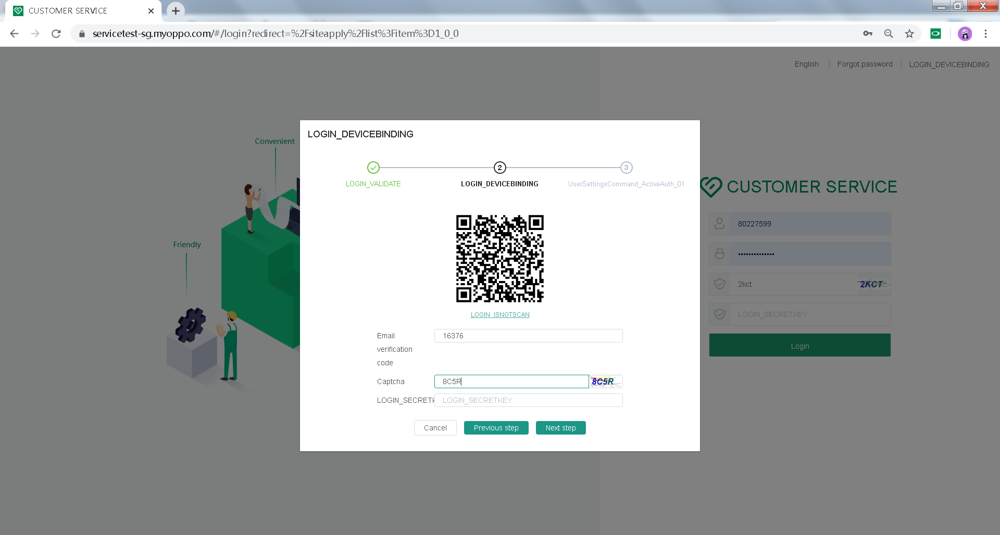 CUSTOMER SERVICE
servicetest-sg.myoppo.com/#/login?redirect=%2Fsiteapply%2Flist%3Fitem%3D1_0_0
English
Forgot password
LOGIN_DEVICEBINDING
Convenient
Friendly
LOGIN_DEVICEBINDING
2
3
LOGIN_VALIDATE
LOGIN_DEVICEBINDING
UserSettingsCommand_ActiveAuth_01
LOGIN_ISNOTSCAN
Email
verification
code
16376
Captcha
8C5R
8C5R
LOGIN_SECRETK
LOGIN_SECRETKEY
Cancel
Previous step
Next step
CUSTOMER SERVICE
80227599
••••••••••••••
2kct
2KCT
LOGIN_SECRETKEY
Login